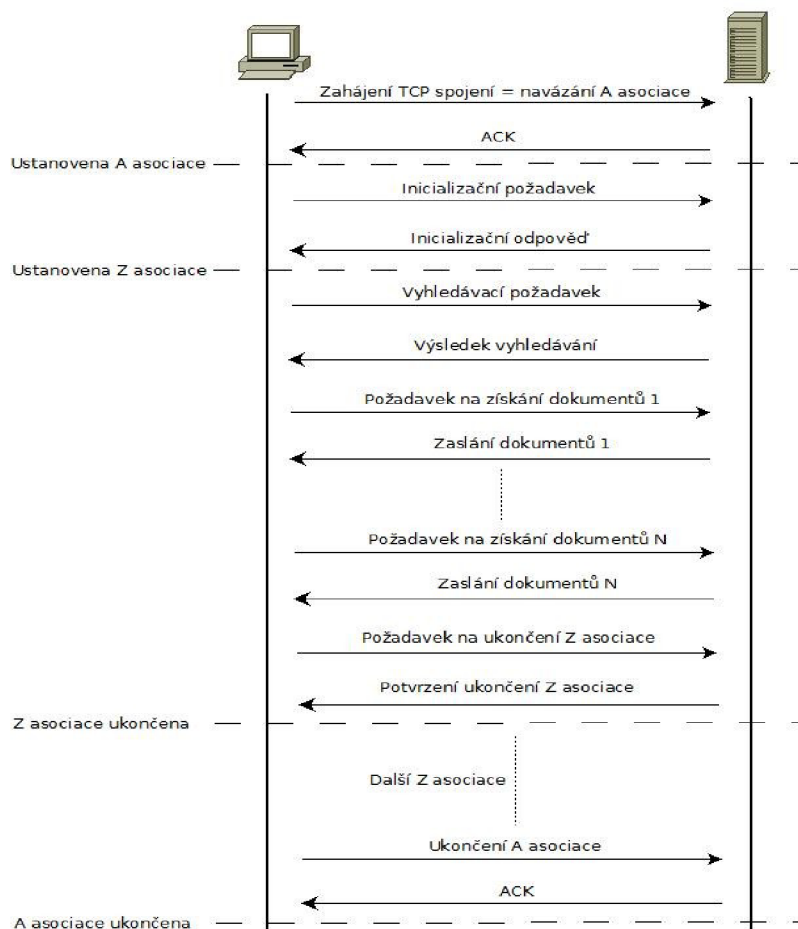 Zahájení TCP spojení = navázání A asociace
ACK
Ustanovena A asociace
Inicializační požadavek
Inicializační odpověď
Ustanovena Z asociace
Vyhledávací požadavek
Výsledek vyhledávání
Požadavek na získání dokumentů 1
Zaslání dokumentů 1
Požadavek na získání dokumentů N
Zaslání dokumentů N
Požadavek na ukončení Z asociace
Potvrzení ukončení Z asociace
Z asociace ukončena
Další Z asociace
Ukončení A asociace
ACK
A asociace ukončena